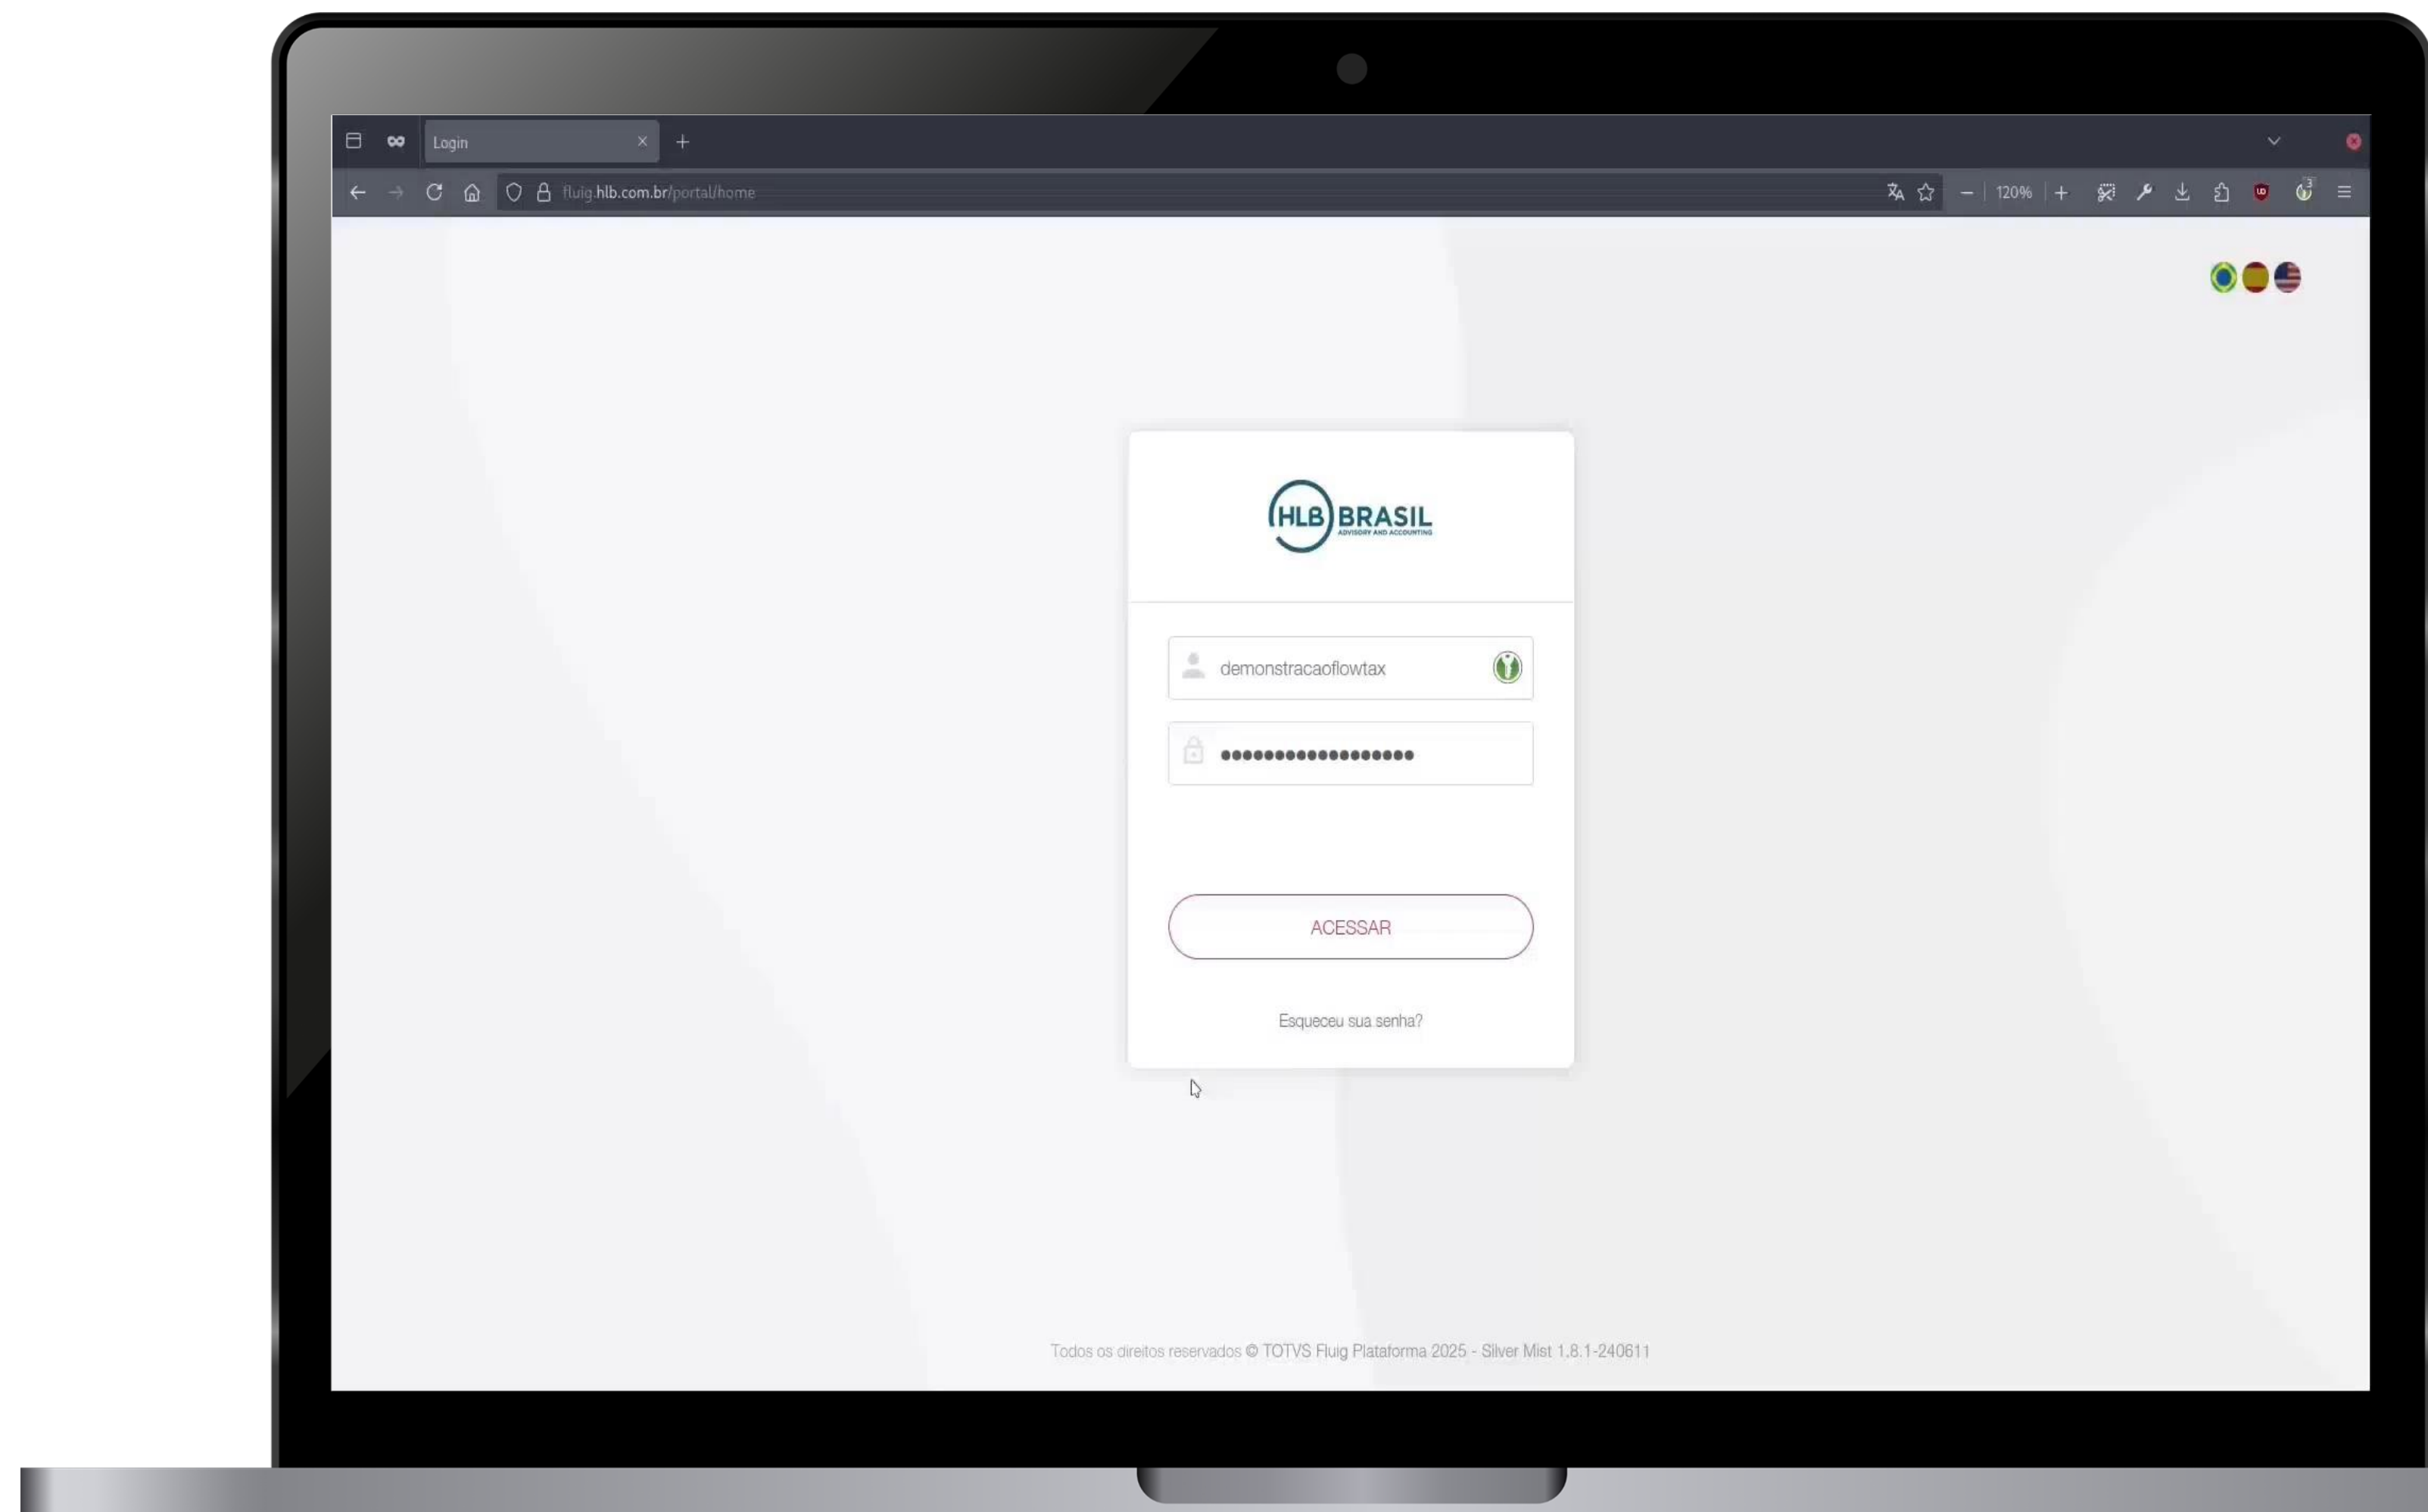 Login
fluig.hlb.com.br/portal/home
120%
3
HLB BRASIL
ADVISORY AND ACCOUNTING
demonstracaoflowtax
ACESSAR
Esqueceu sua senha?
Todos os direitos reservados © TOTVS Fluig Plataforma 2025 - Silver Mist 1.8.1-240611